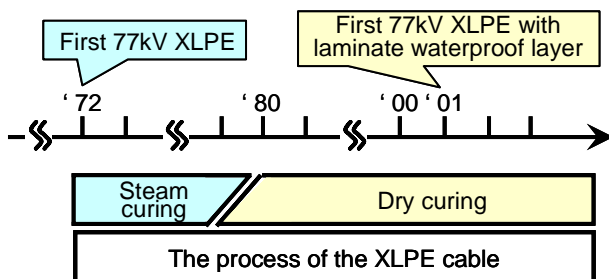 First 77kV XLPE
First 77kV XLPE with
laminate waterproof layer
‘ 72
‘ 80
‘ 00
‘ 01
Steam
curing
Dry curing
The process of the XLPE cable